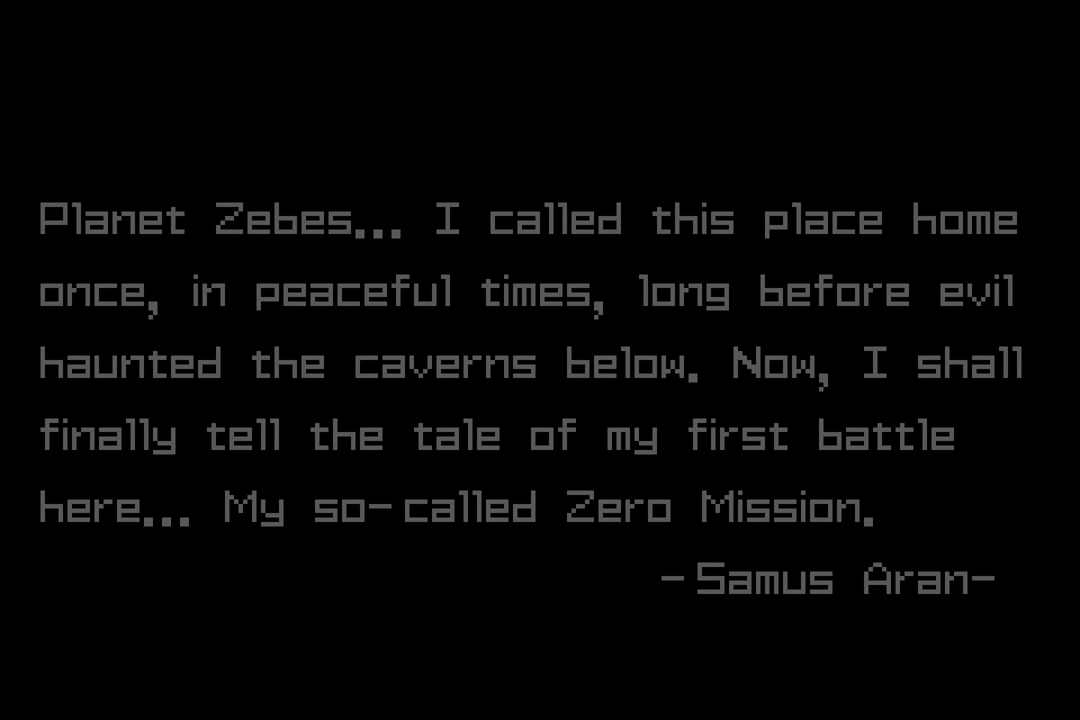 Planet Zebes... I called this place home
once, in peaceful times, long before evil
haunted the caverns below. Now, I shall
finally tell the tale of my first battle
here... My so-called Zero Mission.
-Samus Aran-